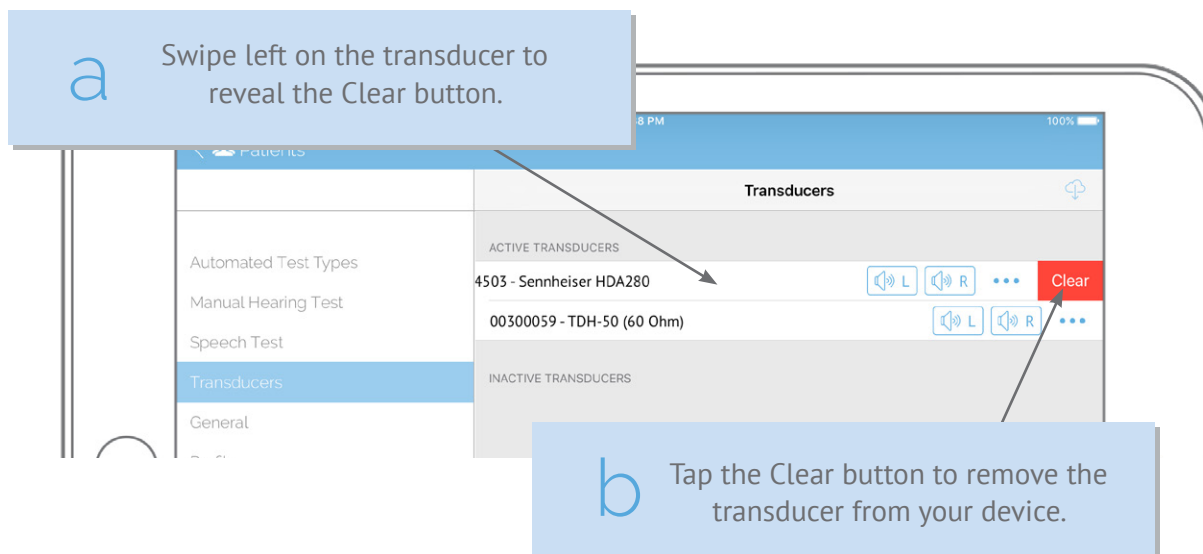 a
Swipe left on the transducer to
reveal the Clear button.
8 PM
100%
Patients
Transducers
ACTIVE TRANSDUCERS
Automated Test Types
4503 - Sennheiser HDA280
L
R
Clear
Manual Hearing Test
00300059 - TDH-50 (60 Ohm)
L
R
Speech Test
Transducers
INACTIVE TRANSDUCERS
General
b
Tap the Clear button to remove the
transducer from your device.